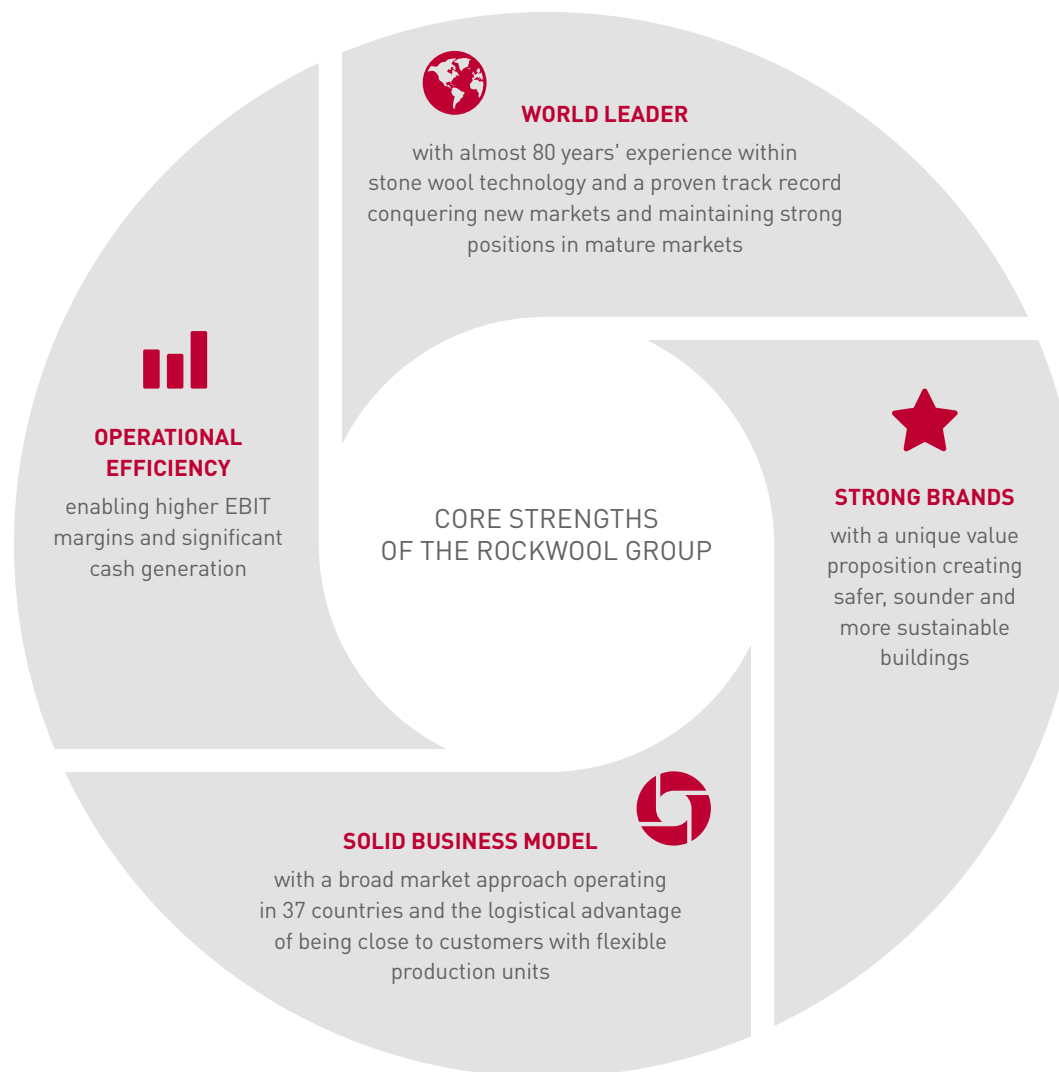 WORLD LEADER
with almost 80 years' experience within
stone wool technology and a proven track record
conquering new markets and maintaining strong
positions in mature markets
OPERATIONAL
EFFICIENCY
enabling higher EBIT
margins and significant
cash generation
CORE STRENGTHS
OF THE ROCKWOOL GROUP
STRONG BRANDS
with a unique value
proposition creating
safer, sounder and
more sustainable
buildings
SOLID BUSINESS MODEL
with a broad market approach operating
in 37 countries and the logistical advantage
of being close to customers with flexible
production units